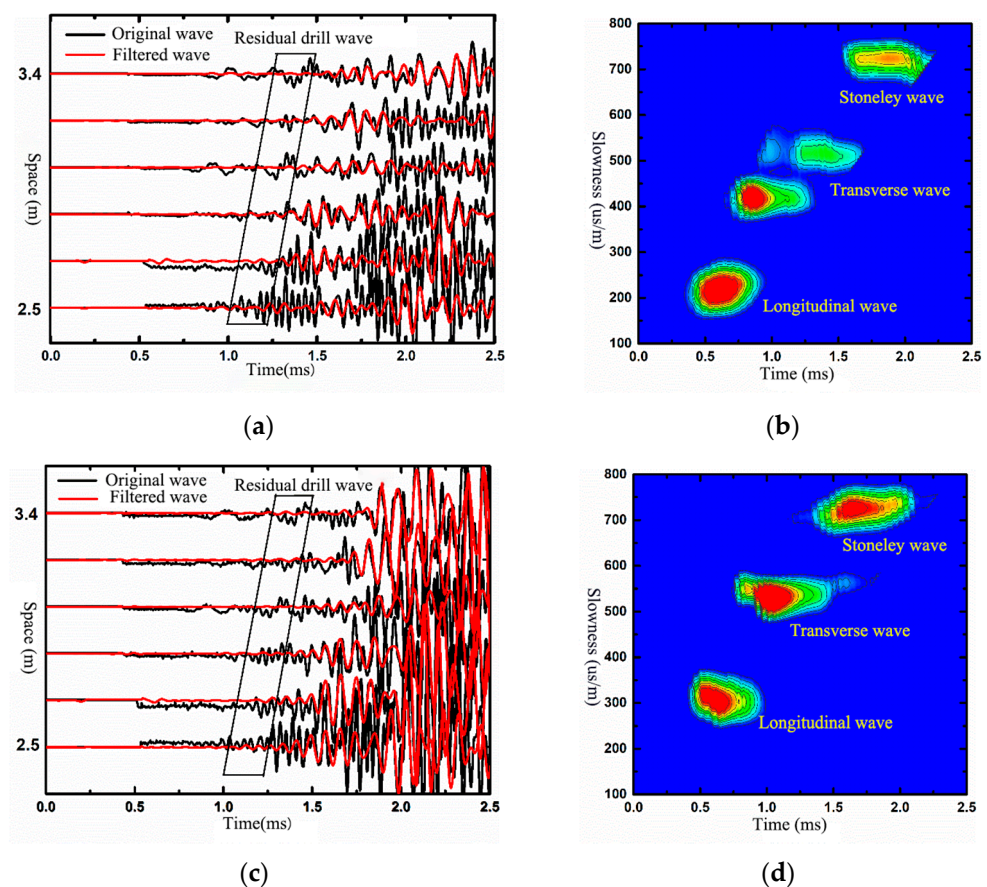 Original wave
Filtered wave
Residual drill wave
3.4
Space (m)
2.5
0.0 0.5 1.0 1.5 2.0 2.5
Time(ms)
(a)
800
700
600
500
400
300
200
100
Slowness (us/m)
Stoneley wave
Transverse wave
Longitudinal wave
0.0 0.5 1.0 1.5 2.0 2.5
Time (ms)
(b)
Original wave
Filtered wave
Residual drill wave
3.4
Space (m)
2.5
0.0 0.5 1.0 1.5 2.0 2.5
Time(ms)
(c)
800
700
600
500
400
300
200
100
Slowness (us/m)
Stoneley wave
Transverse wave
Longitudinal wave
0.0 0.5 1.0 1.5 2.0 2.5
Time (ms)
(d)